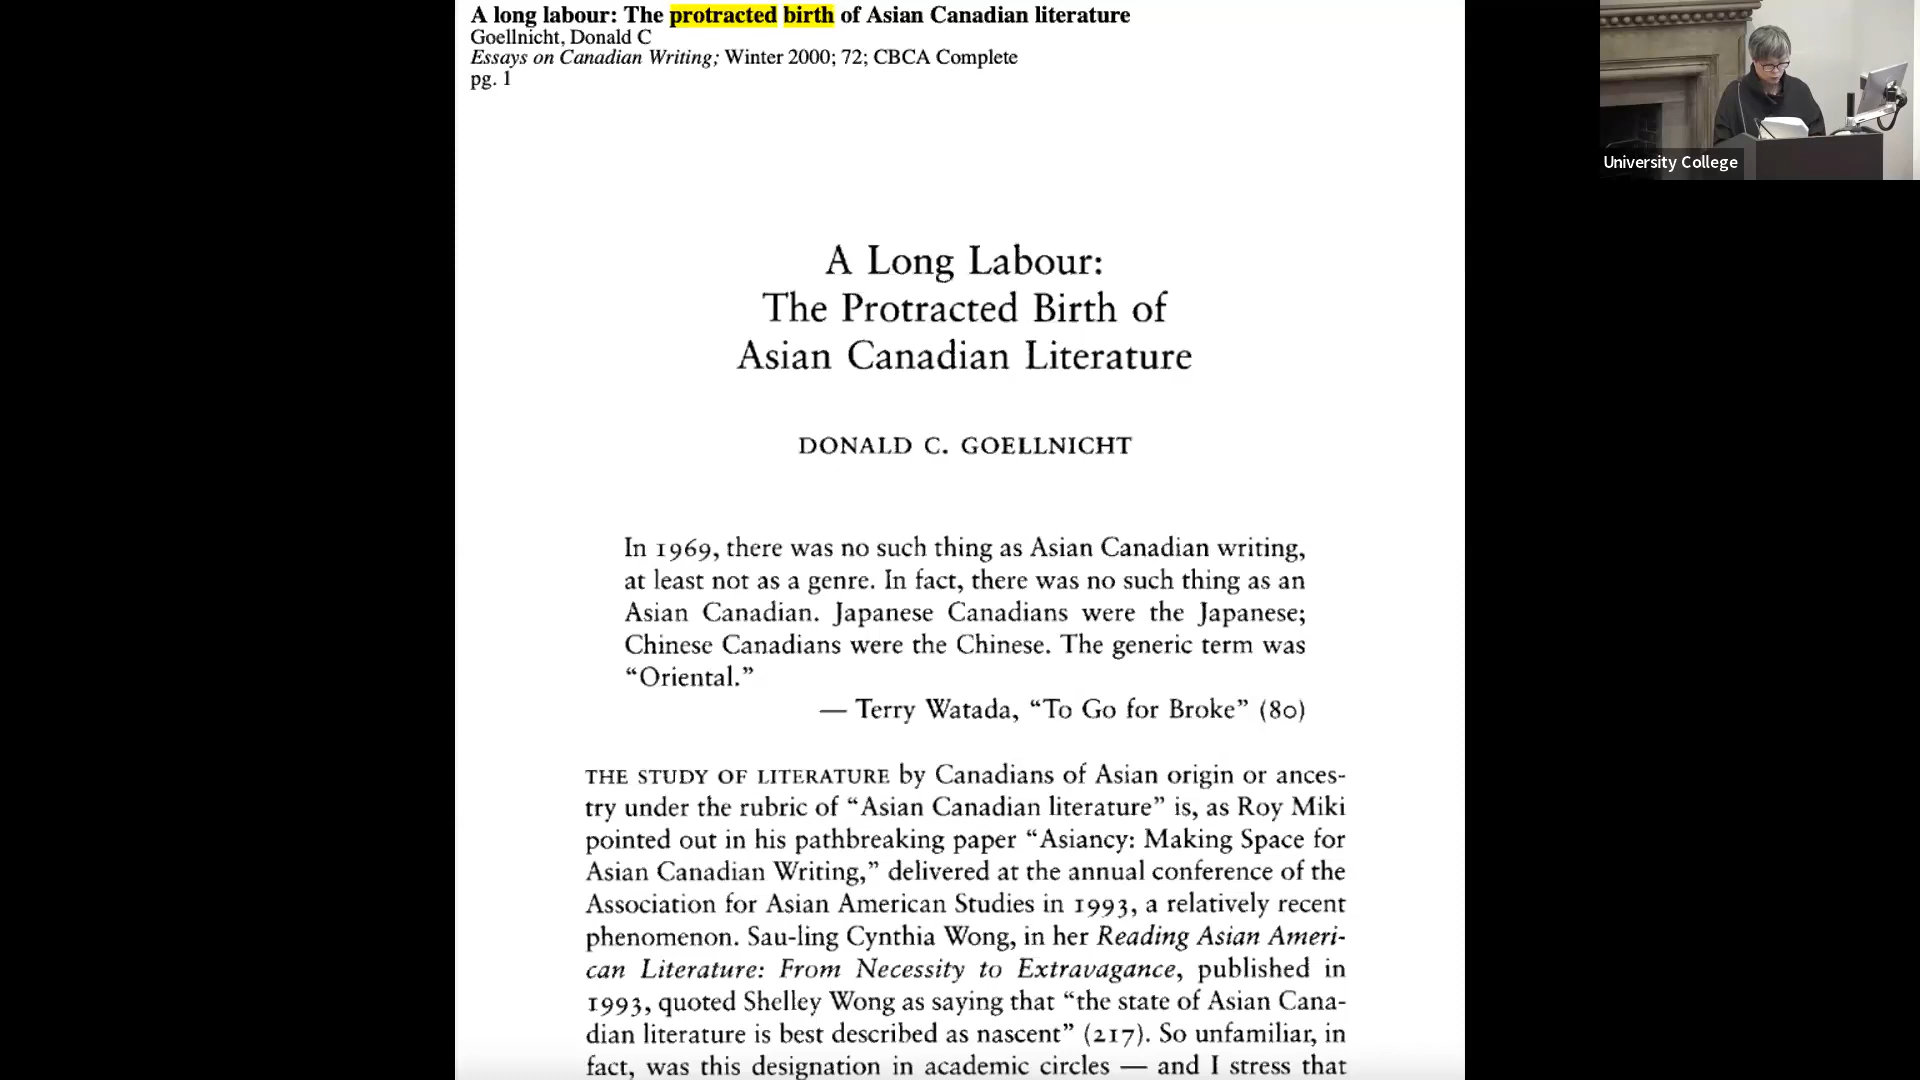 A long labour: The protracted birth of Asian Canadian literature
Goellnicht, Donald C
Essays on Canadian Writing; Winter 2000; 72; CBCA Complete
pg. 1
University College
A Long Labour:
The Protracted Birth of
Asian Canadian Literature
DONALD C. GOELLNICHT
In 1969, there was no such thing as Asian Canadian writing,
at least not as a genre. In fact, there was no such thing as an
Asian Canadian. Japanese Canadians were the Japanese;
Chinese Canadians were the Chinese. The generic term was
“Oriental.”
— Terry Watada, “To Go for Broke” (80)
THE STUDY OF LITERATURE by Canadians of Asian origin or ances-
try under the rubric of “Asian Canadian literature” is, as Roy Miki
pointed out in his pathbreaking paper “Asiancy: Making Space for
Asian Canadian Writing,” delivered at the annual conference of the
Association for Asian American Studies in 1993, a relatively recent
phenomenon. Sau-ling Cynthia Wong, in her Reading Asian Ameri-
can Literature: From Necessity to Extravagance, published in
1993, quoted Shelley Wong as saying that “the state of Asian Cana-
dian literature is best described as nascent” (217). So unfamiliar, in
fact, was this designation in academic circles — and I stress that